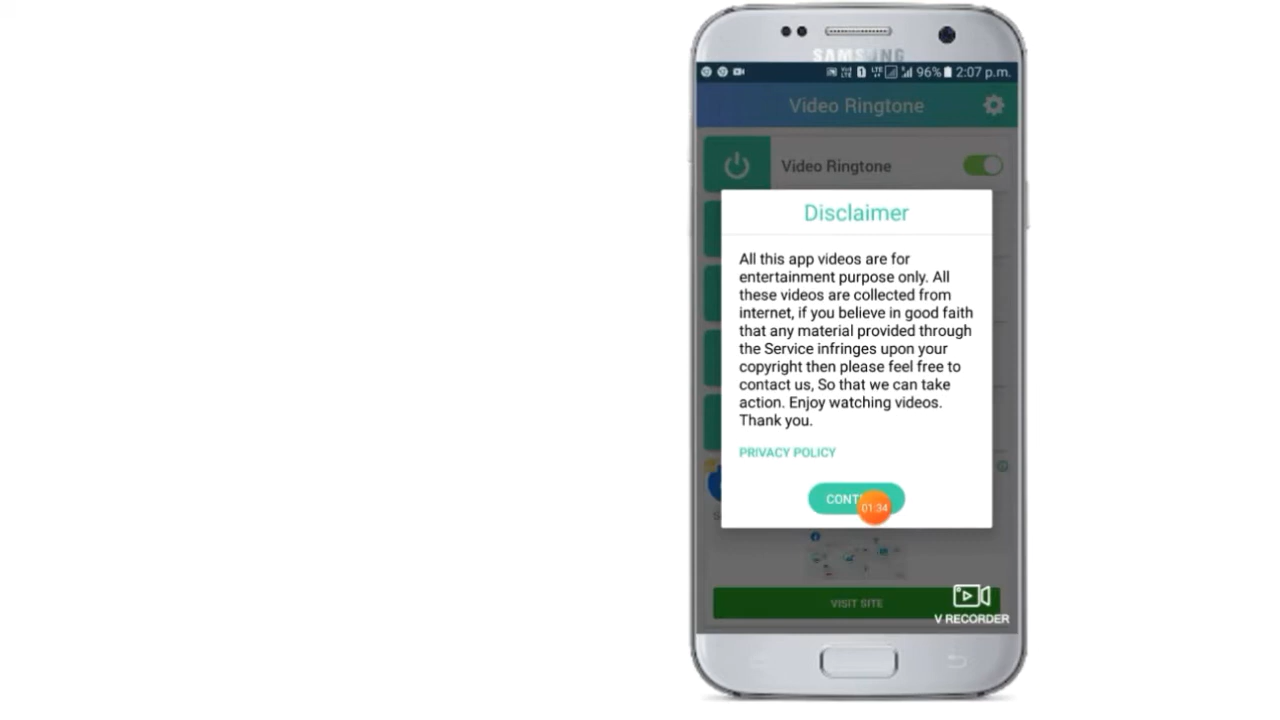 SAMSUNG
96% 2:07 p.m.
Video Ringtone
Video Ringtone
Disclaimer
All this app videos are for
entertainment purpose only. All
these videos are collected from
internet, if you believe in good faith
that any material provided through
the Service infringes upon your
copyright then please feel free to
contact us, So that we can take
action. Enjoy watching videos.
Thank you.
PRIVACY POLICY
CONT
01:34
VISIT SITE
V RECORDER